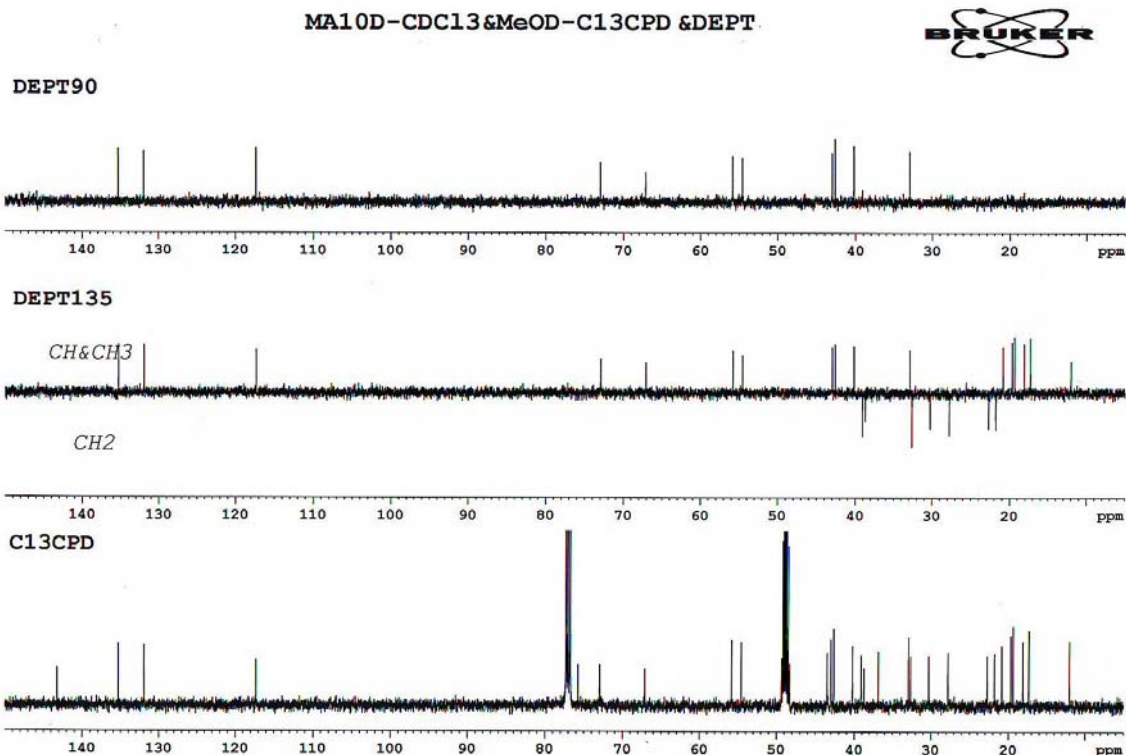 MA10D-CDCl3&MeOD-C13CPD &DEPT
BRUKER
DEPT90
140 130 120 110 100 90 80 70 60 50 40 30 20 ppm
DEPT135
CH&CH3
CH2
140 130 120 110 100 90 80 70 60 50 40 30 20 ppm
C13CPD
140 130 120 110 100 90 80 70 60 50 40 30 20 ppm